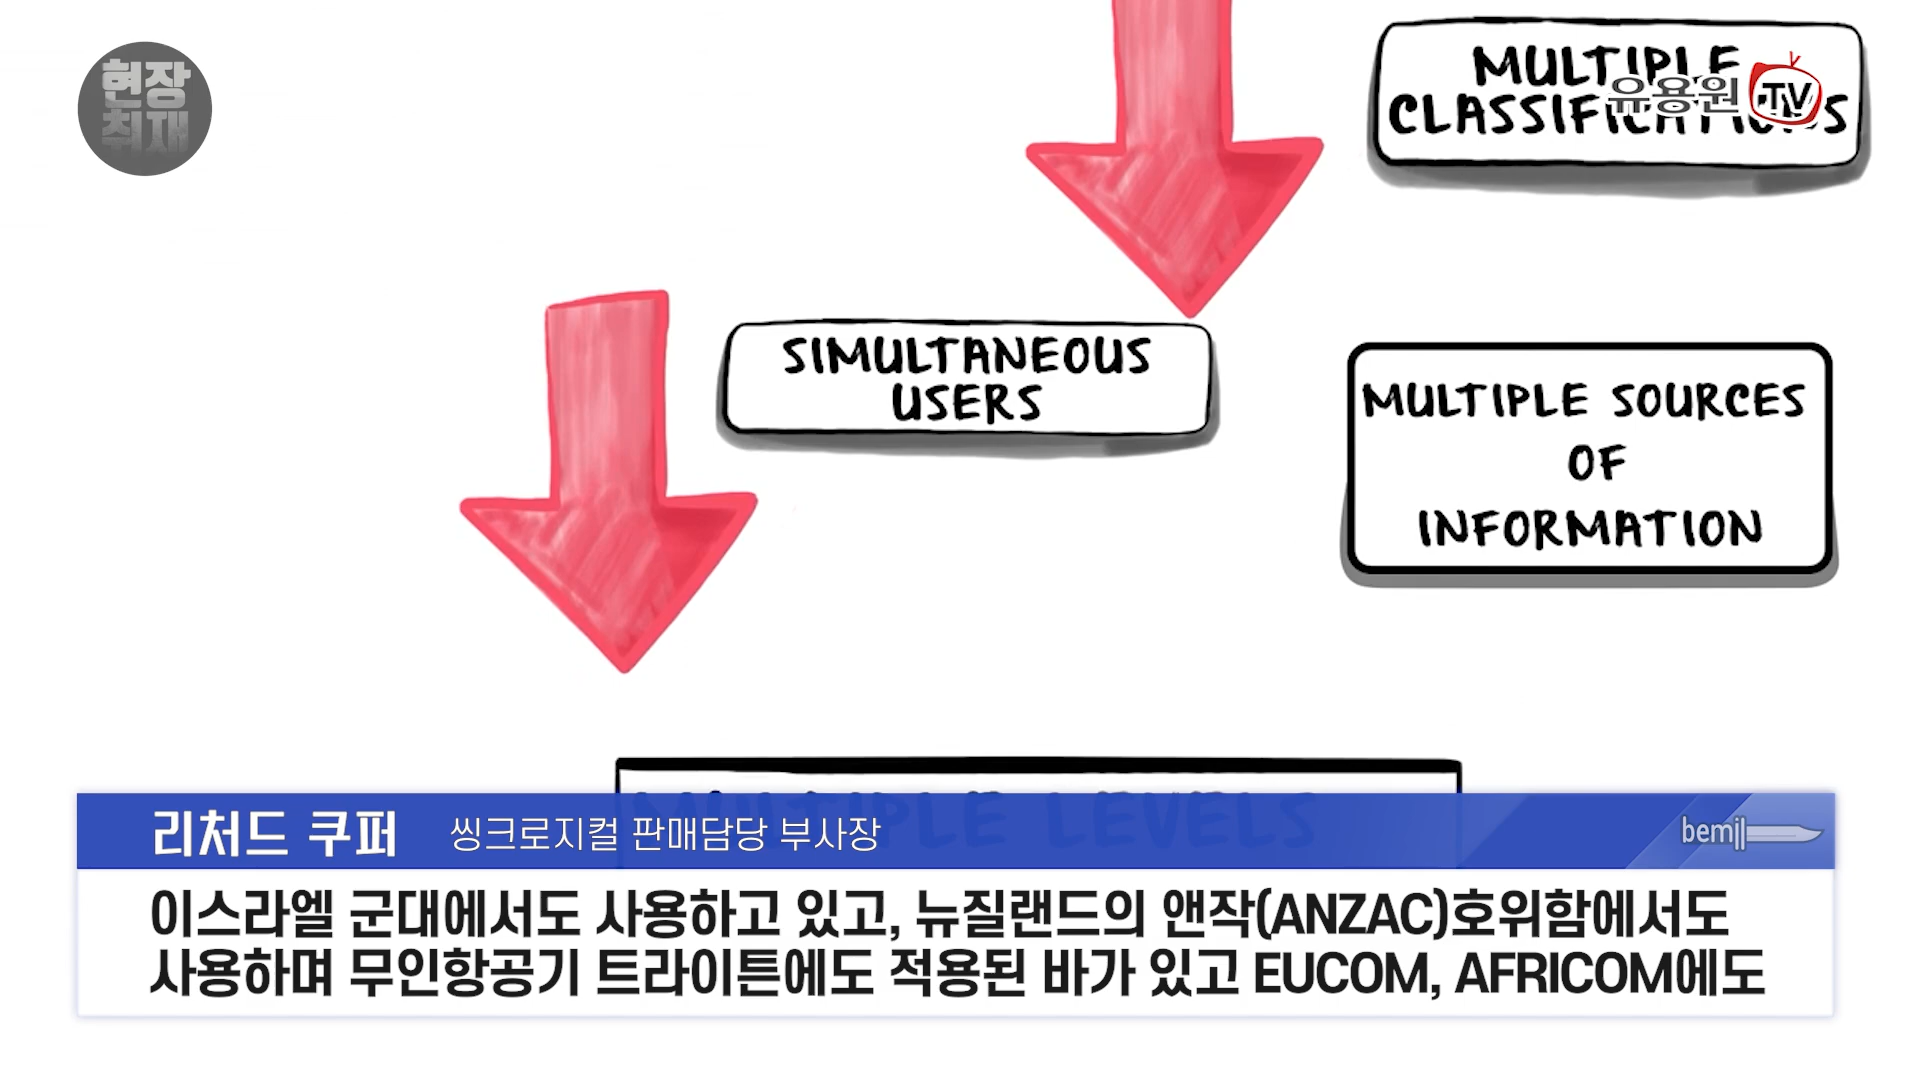 현장
취재
MULTIPLE
CLASSIFICATIONS
유용원 TV
SIMULTANEOUS
USERS
MULTIPLE SOURCES
OF
INFORMATION
MULTIPLE LEVELS
리처드 쿠퍼 씽크로지컬 판매담당 부사장
bemil
이스라엘 군대에서도 사용하고 있고, 뉴질랜드의 앤작(ANZAC)호위함에서도
사용하며 무인항공기 트라이튼에도 적용된 바가 있고 EUCOM, AFRICOM에도